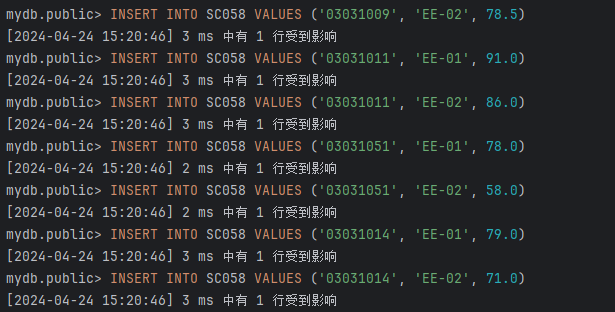 mydb.public> INSERT INTO SC058 VALUES ('03031009', 'EE-02', 78.5)
[2024-04-24 15:20:46] 3 ms 中有 1 行受到影响
mydb.public> INSERT INTO SC058 VALUES ('03031011', 'EE-01', 91.0)
[2024-04-24 15:20:46] 3 ms 中有 1 行受到影响
mydb.public> INSERT INTO SC058 VALUES ('03031011', 'EE-02', 86.0)
[2024-04-24 15:20:46] 3 ms 中有 1 行受到影响
mydb.public> INSERT INTO SC058 VALUES ('03031051', 'EE-01', 78.0)
[2024-04-24 15:20:46] 2 ms 中有 1 行受到影响
mydb.public> INSERT INTO SC058 VALUES ('03031051', 'EE-02', 58.0)
[2024-04-24 15:20:46] 2 ms 中有 1 行受到影响
mydb.public> INSERT INTO SC058 VALUES ('03031014', 'EE-01', 79.0)
[2024-04-24 15:20:46] 3 ms 中有 1 行受到影响
mydb.public> INSERT INTO SC058 VALUES ('03031014', 'EE-02', 71.0)
[2024-04-24 15:20:46] 3 ms 中有 1 行受到影响